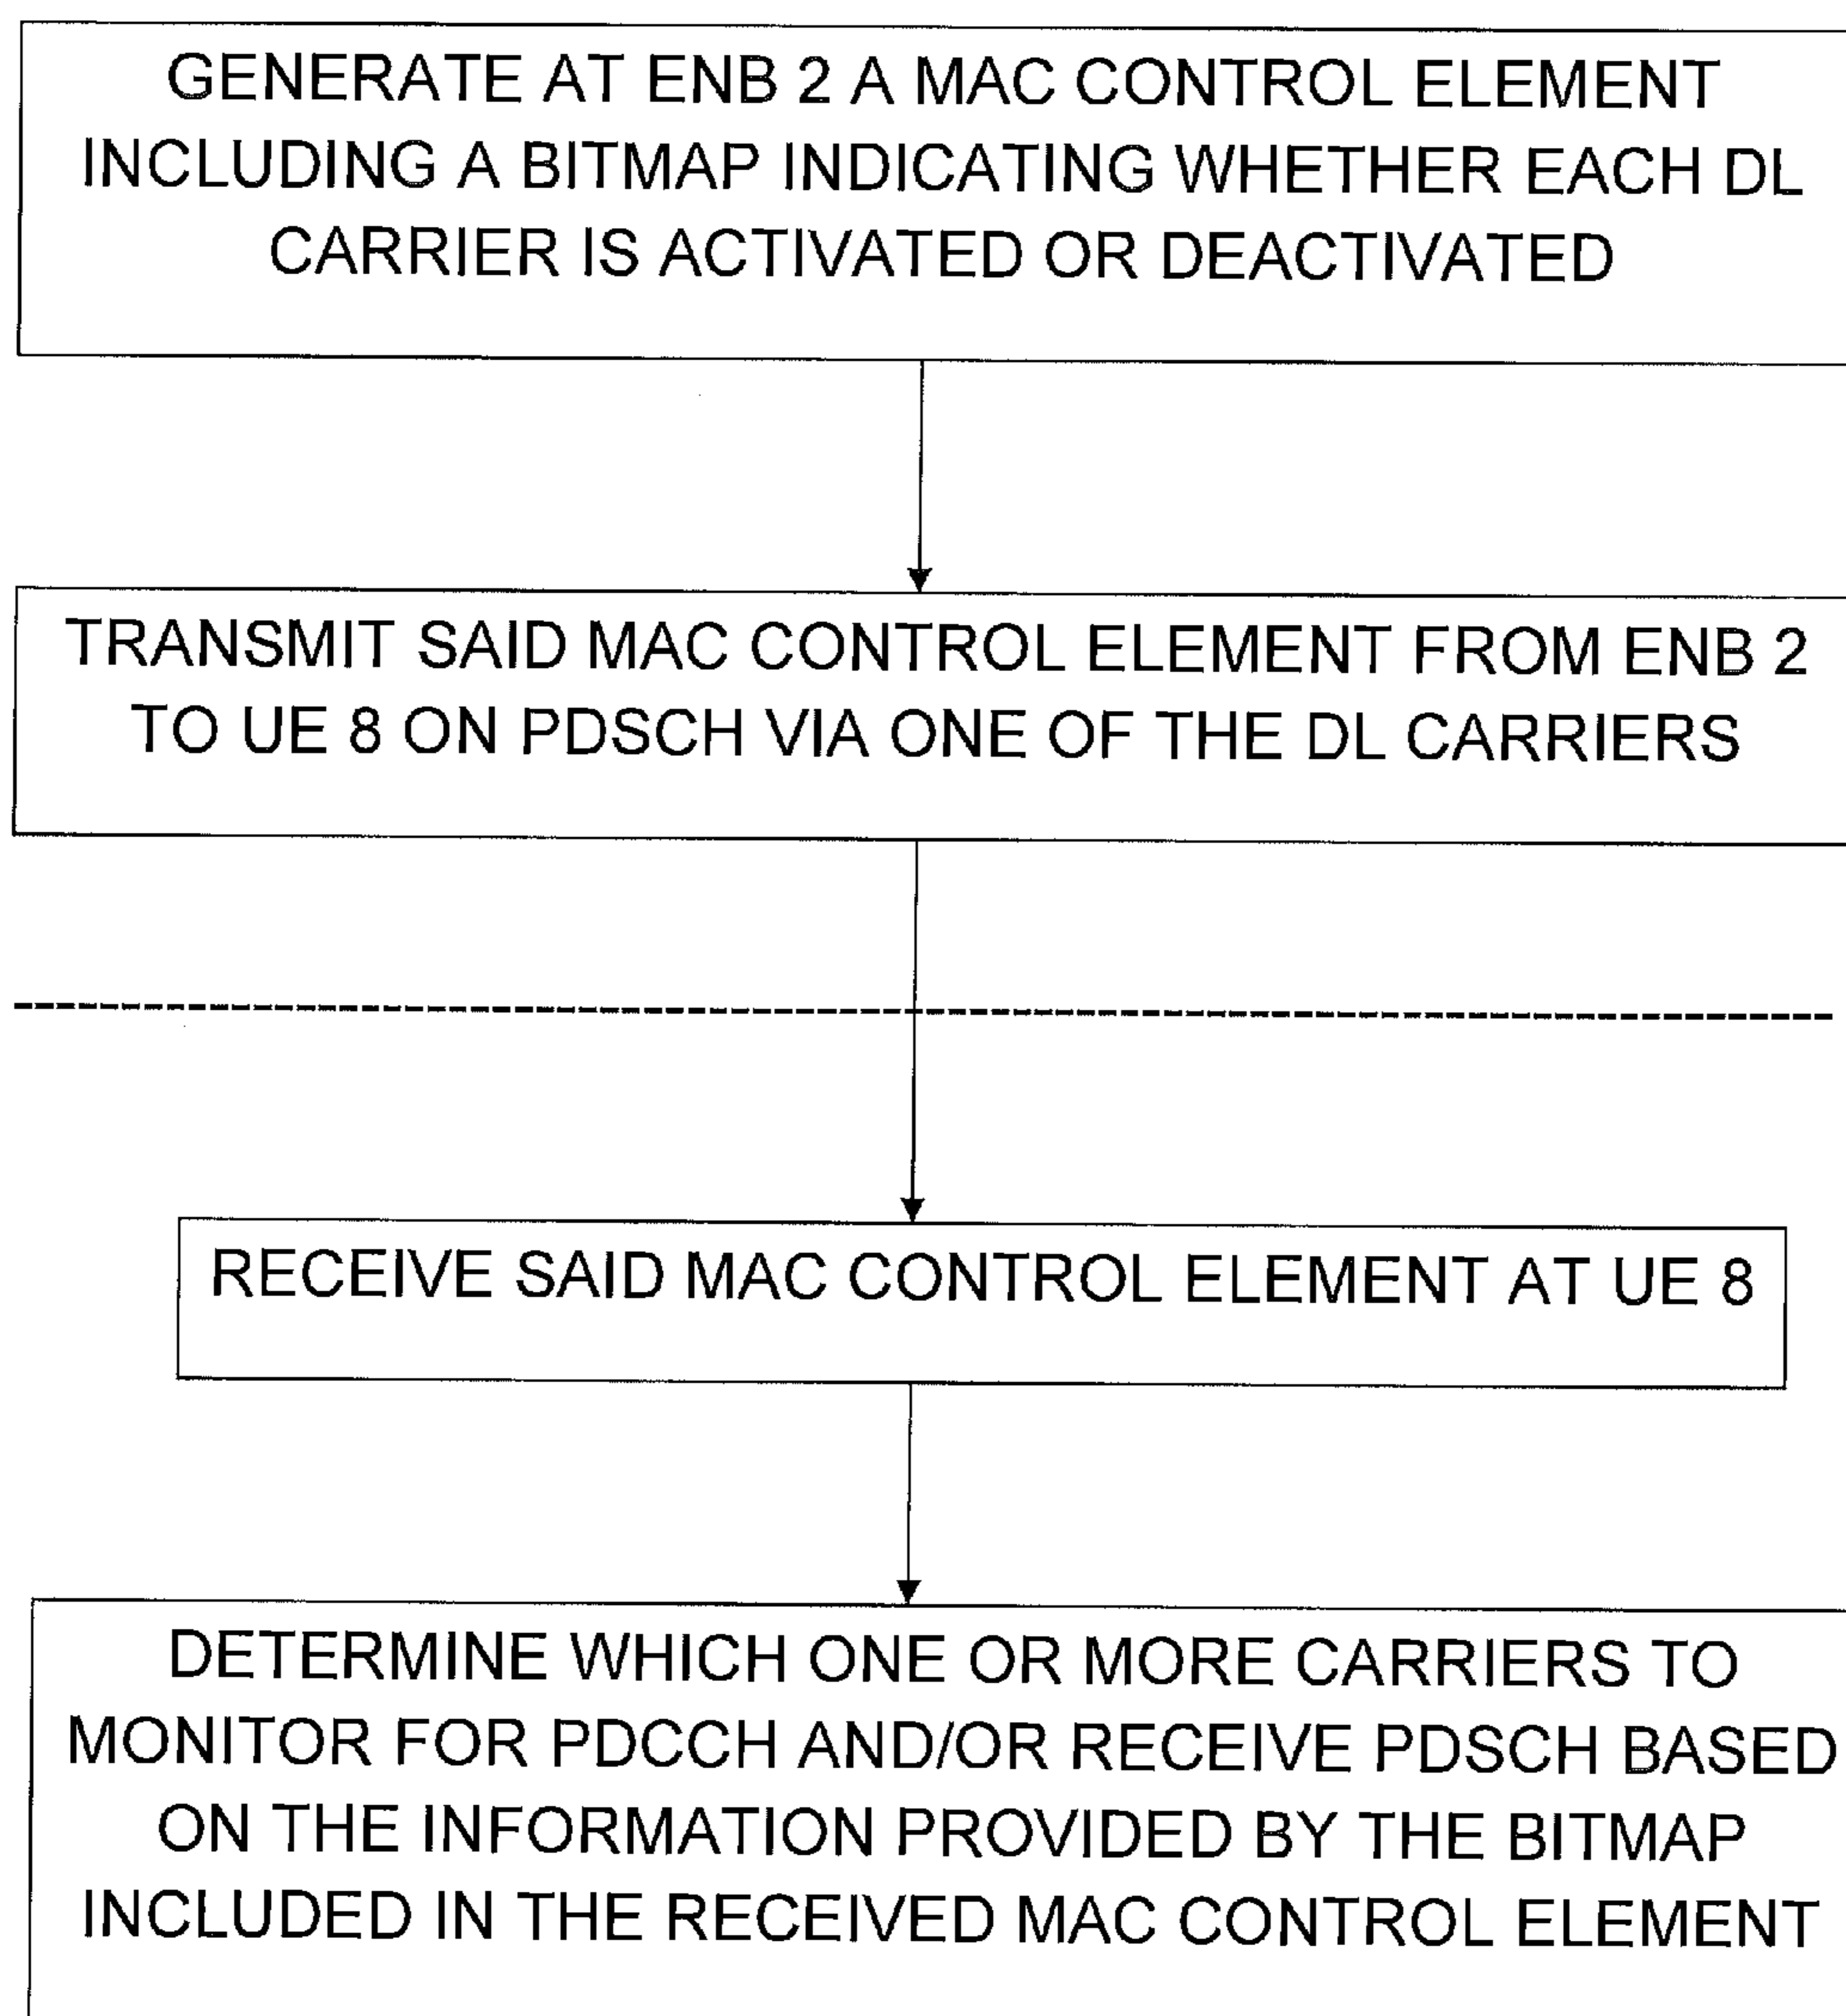 GENERATE AT ENB 2 A MAC CONTROL ELEMENT
INCLUDING A BITMAP INDICATING WHETHER EACH DL
CARRIER IS ACTIVATED OR DEACTIVATED
TRANSMIT SAID MAC CONTROL ELEMENT FROM ENB 2
TO UE 8 ON PDSCH VIA ONE OF THE DL CARRIERS
RECEIVE SAID MAC CONTROL ELEMENT AT UE 8
DETERMINE WHICH ONE OR MORE CARRIERS TO
MONITOR FOR PDCCH AND/OR RECEIVE PDSCH BASED
ON THE INFORMATION PROVIDED BY THE BITMAP
INCLUDED IN THE RECEIVED MAC CONTROL ELEMENT